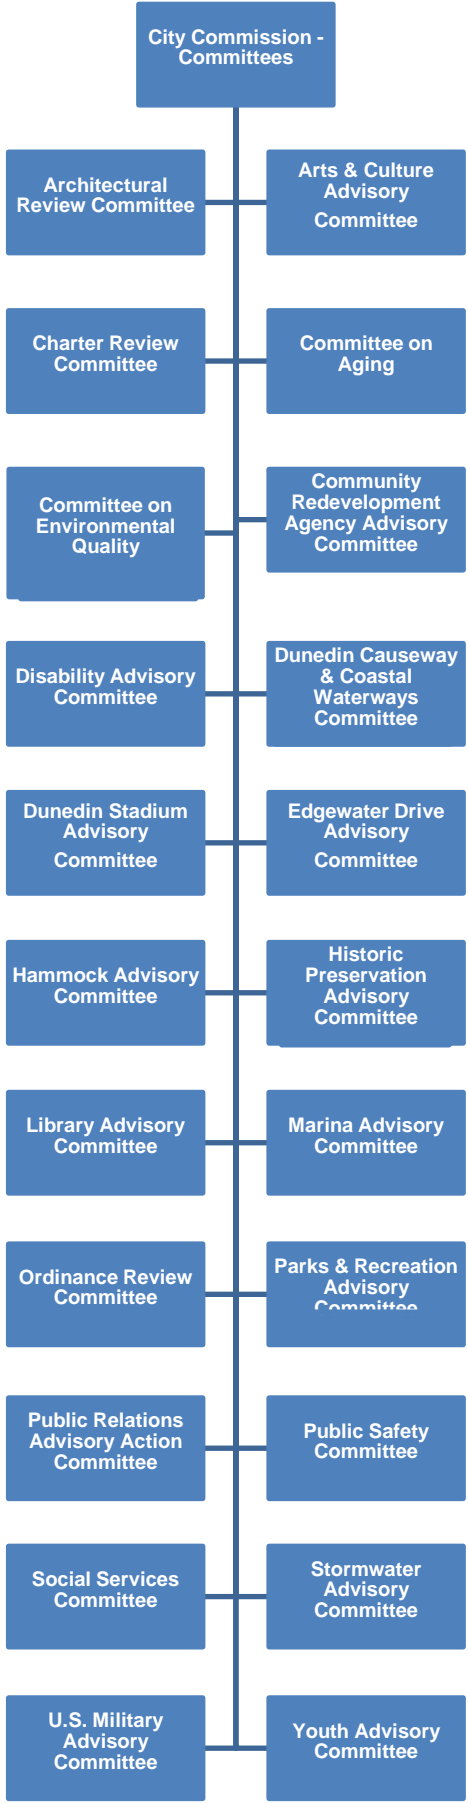 City Commission -
Committees
Architectural
Review Committee
Arts & Culture
Advisory
Committee
Charter Review
Committee
Committee on
Aging
Committee on
Environmental
Quality
Community
Redevelopment
Agency Advisory
Committee
Disability Advisory
Committee
Dunedin Causeway
& Coastal
Waterways
Committee
Dunedin Stadium
Advisory
Committee
Edgewater Drive
Advisory
Committee
Hammock Advisory
Committee
Historic
Preservation
Advisory
Committee
Library Advisory
Committee
Marina Advisory
Committee
Ordinance Review
Committee
Parks & Recreation
Advisory
Committee
Public Relations
Advisory Action
Committee
Public Safety
Committee
Social Services
Committee
Stormwater
Advisory
Committee
U.S. Military
Advisory
Committee
Youth Advisory
Committee